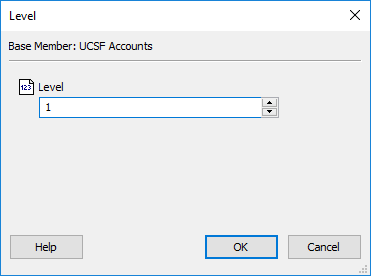 Level
Base Member: UCSF Accounts
123 Level
1
Help OK Cancel